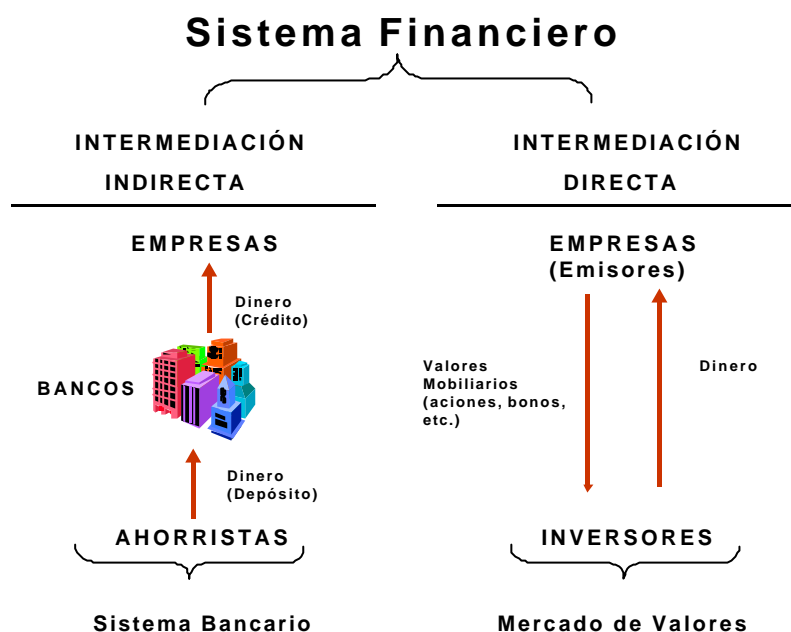 Sistema Financiero
INTERMEDIACIÓN
INDIRECTA
EMPRESAS
Dinero
(Crédito)
BANCOS
Dinero
(Depósito)
AHORRISTAS
Sistema Bancario
INTERMEDIACIÓN
DIRECTA
EMPRESAS
(Emisores)
Valores
Mobiliarios
(aciones, bonos,
etc.)
Dinero
INVERSORES
Mercado de Valores